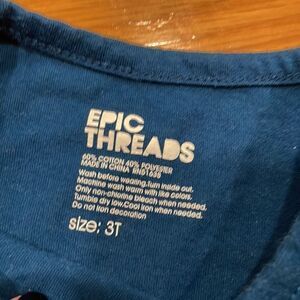 EPIC
THREADS
60% COTTON 40% POLYESTER
MADE IN CHINA RN51635
Wash before wearing, turn inside out.
Machine wash warm with like colors.
Only non-chlorine bleach when needed.
Tumble dry low. Cool iron when needed.
Do not iron decoration
size: 3T